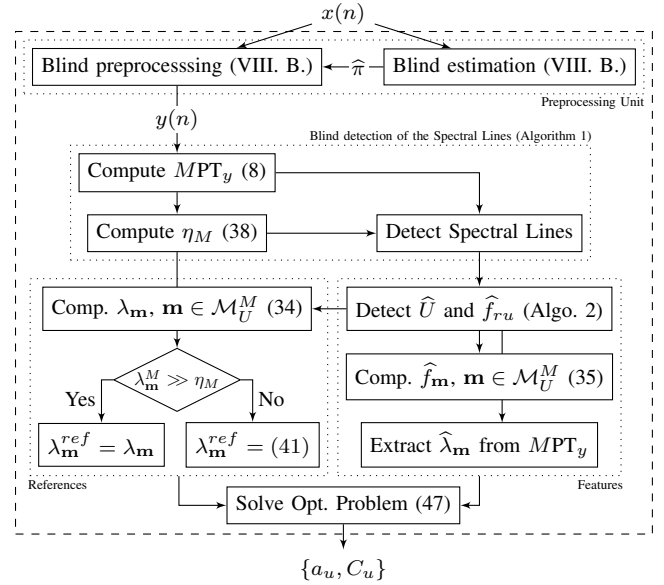 x(n)
Blind preprocesssing (VIII. B.)
π̂
Blind estimation (VIII. B.)
Preprocessing Unit
y(n)
Blind detection of the Spectral Lines (Algorithm 1)
Compute MPT_y (8)
Compute η_M (38)
Detect Spectral Lines
Comp. λ_m, m ∈ M_U^M (34)
Detect Û and f̂_ru (Algo. 2)
λ_m^M ≫ η_M
Comp. f̂_m, m ∈ M_U^M (35)
Yes
No
λ_m^ref = λ_m
λ_m^ref = (41)
Extract λ̂_m from MPT_y
References
Features
Solve Opt. Problem (47)
{a_u, C_u}